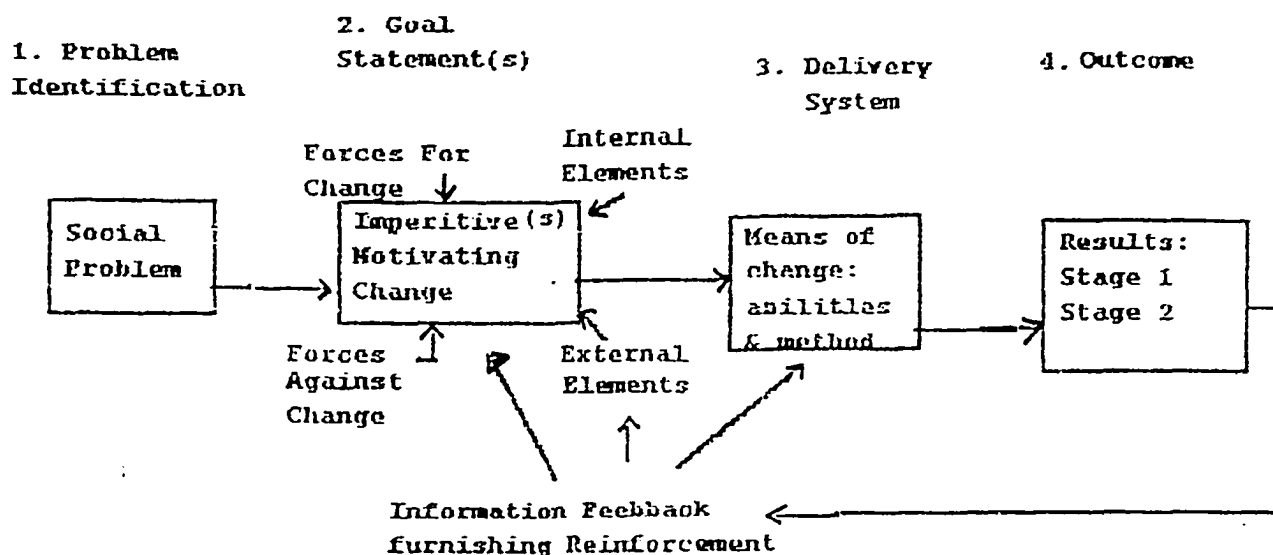 1. Problem
Identification
2. Goal
Statement(s)
3. Delivery
System
4. Outcome
Forces For
Change
Internal
Elements
Social
Problem
Imperitive(s)
Motivating
Change
Means of
change:
abilities
& method
Results:
Stage 1
Stage 2
Forces
Against
Change
External
Elements
Information Feebback
furnishing Reinforcement